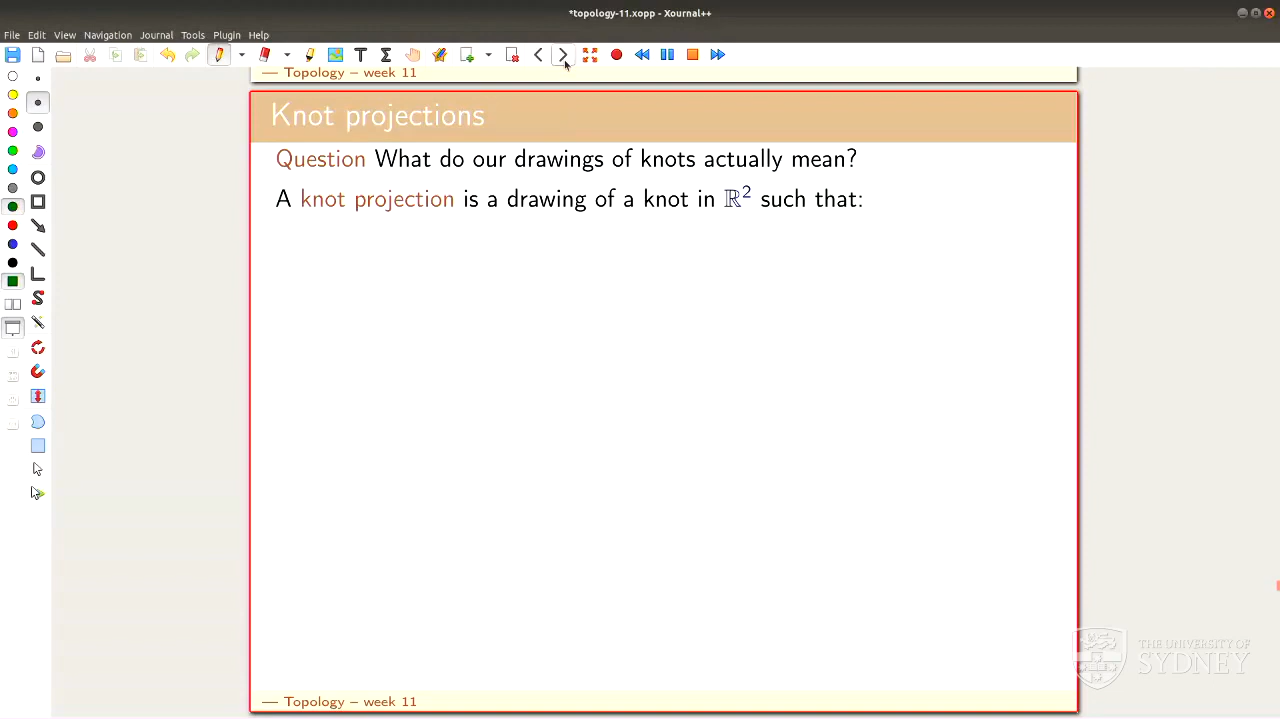 *topology-11.xopp - Xournal++
File Edit View Navigation Journal Tools Plugin Help
— Topology – week 11
Knot projections
Question What do our drawings of knots actually mean?
A knot projection is a drawing of a knot in ℝ² such that:
— Topology – week 11
THE UNIVERSITY OF
SYDNEY